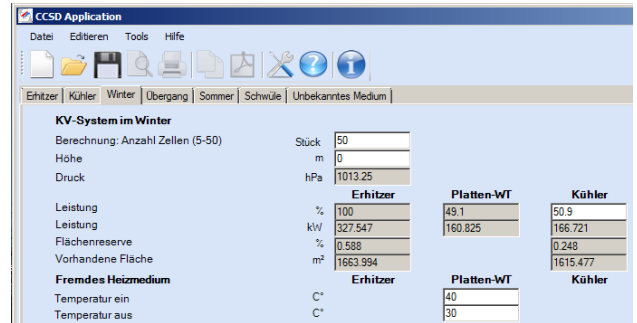 CCSD Application
Datei Editieren Tools Hilfe
Erhitzer Kühler Winter Übergang Sommer Schwüle Unbekanntes Medium
KV-System im Winter
Berechnung: Anzahl Zellen (5-50) Stück 50
Höhe m 0
Druck hPa 1013.25
Erhitzer Platten-WT Kühler
Leistung % 100 49.1 50.9
Leistung kW 327.547 160.825 166.721
Flächenreserve % 0.588 0.248
Vorhandene Fläche m² 1663.994 1615.477
Fremdes Heizmedium Erhitzer Platten-WT Kühler
Temperatur ein C° 40
Temperatur aus C° 30